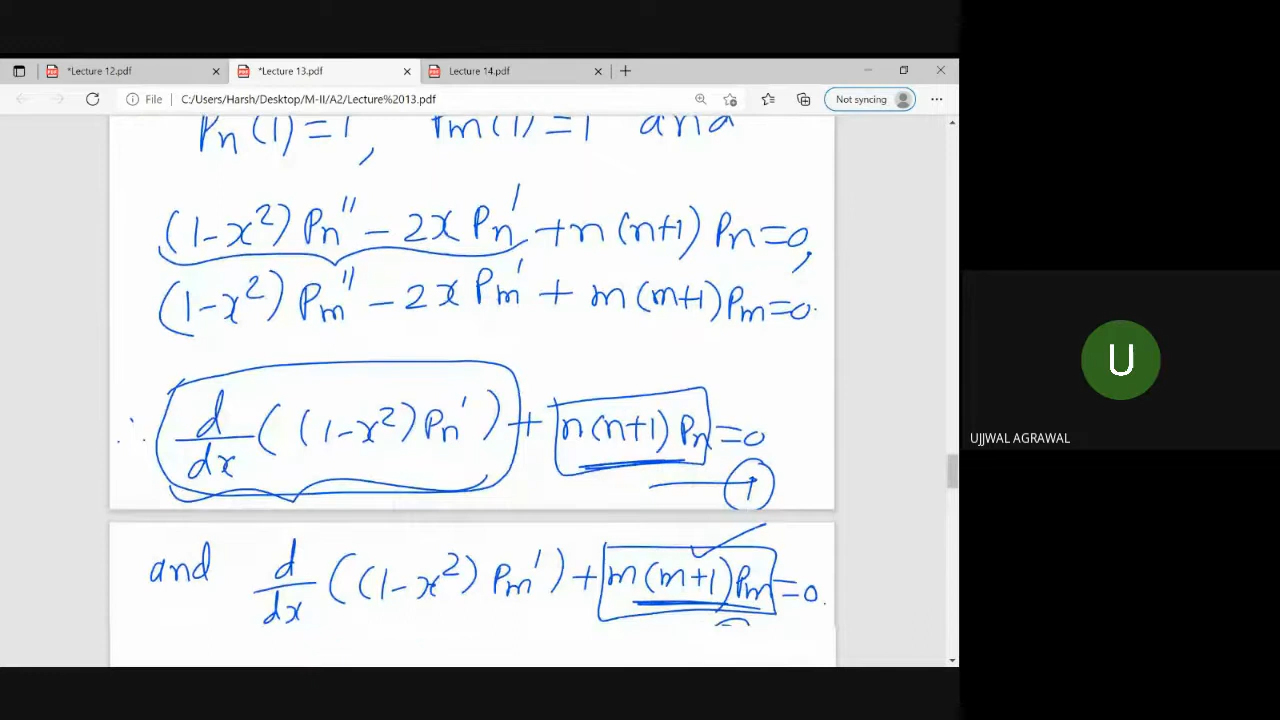 *Lecture 12.pdf *Lecture 13.pdf Lecture 14.pdf
File C:/Users/Harsh/Desktop/M-II/A2/Lecture%2013.pdf Not syncing
Pn(1)=1, Pm(1)=1 and
(1-x²) Pn'' - 2x Pn' + n(n+1) Pn=0,
(1-x²) Pm'' - 2x Pm' + m(m+1) Pm=0.
∴ d/dx ((1-x²) Pn') + n(n+1) Pn =0
①
and d/dx ((1-x²) Pm') + m(m+1) Pm =0.
U
UJJWAL AGRAWAL